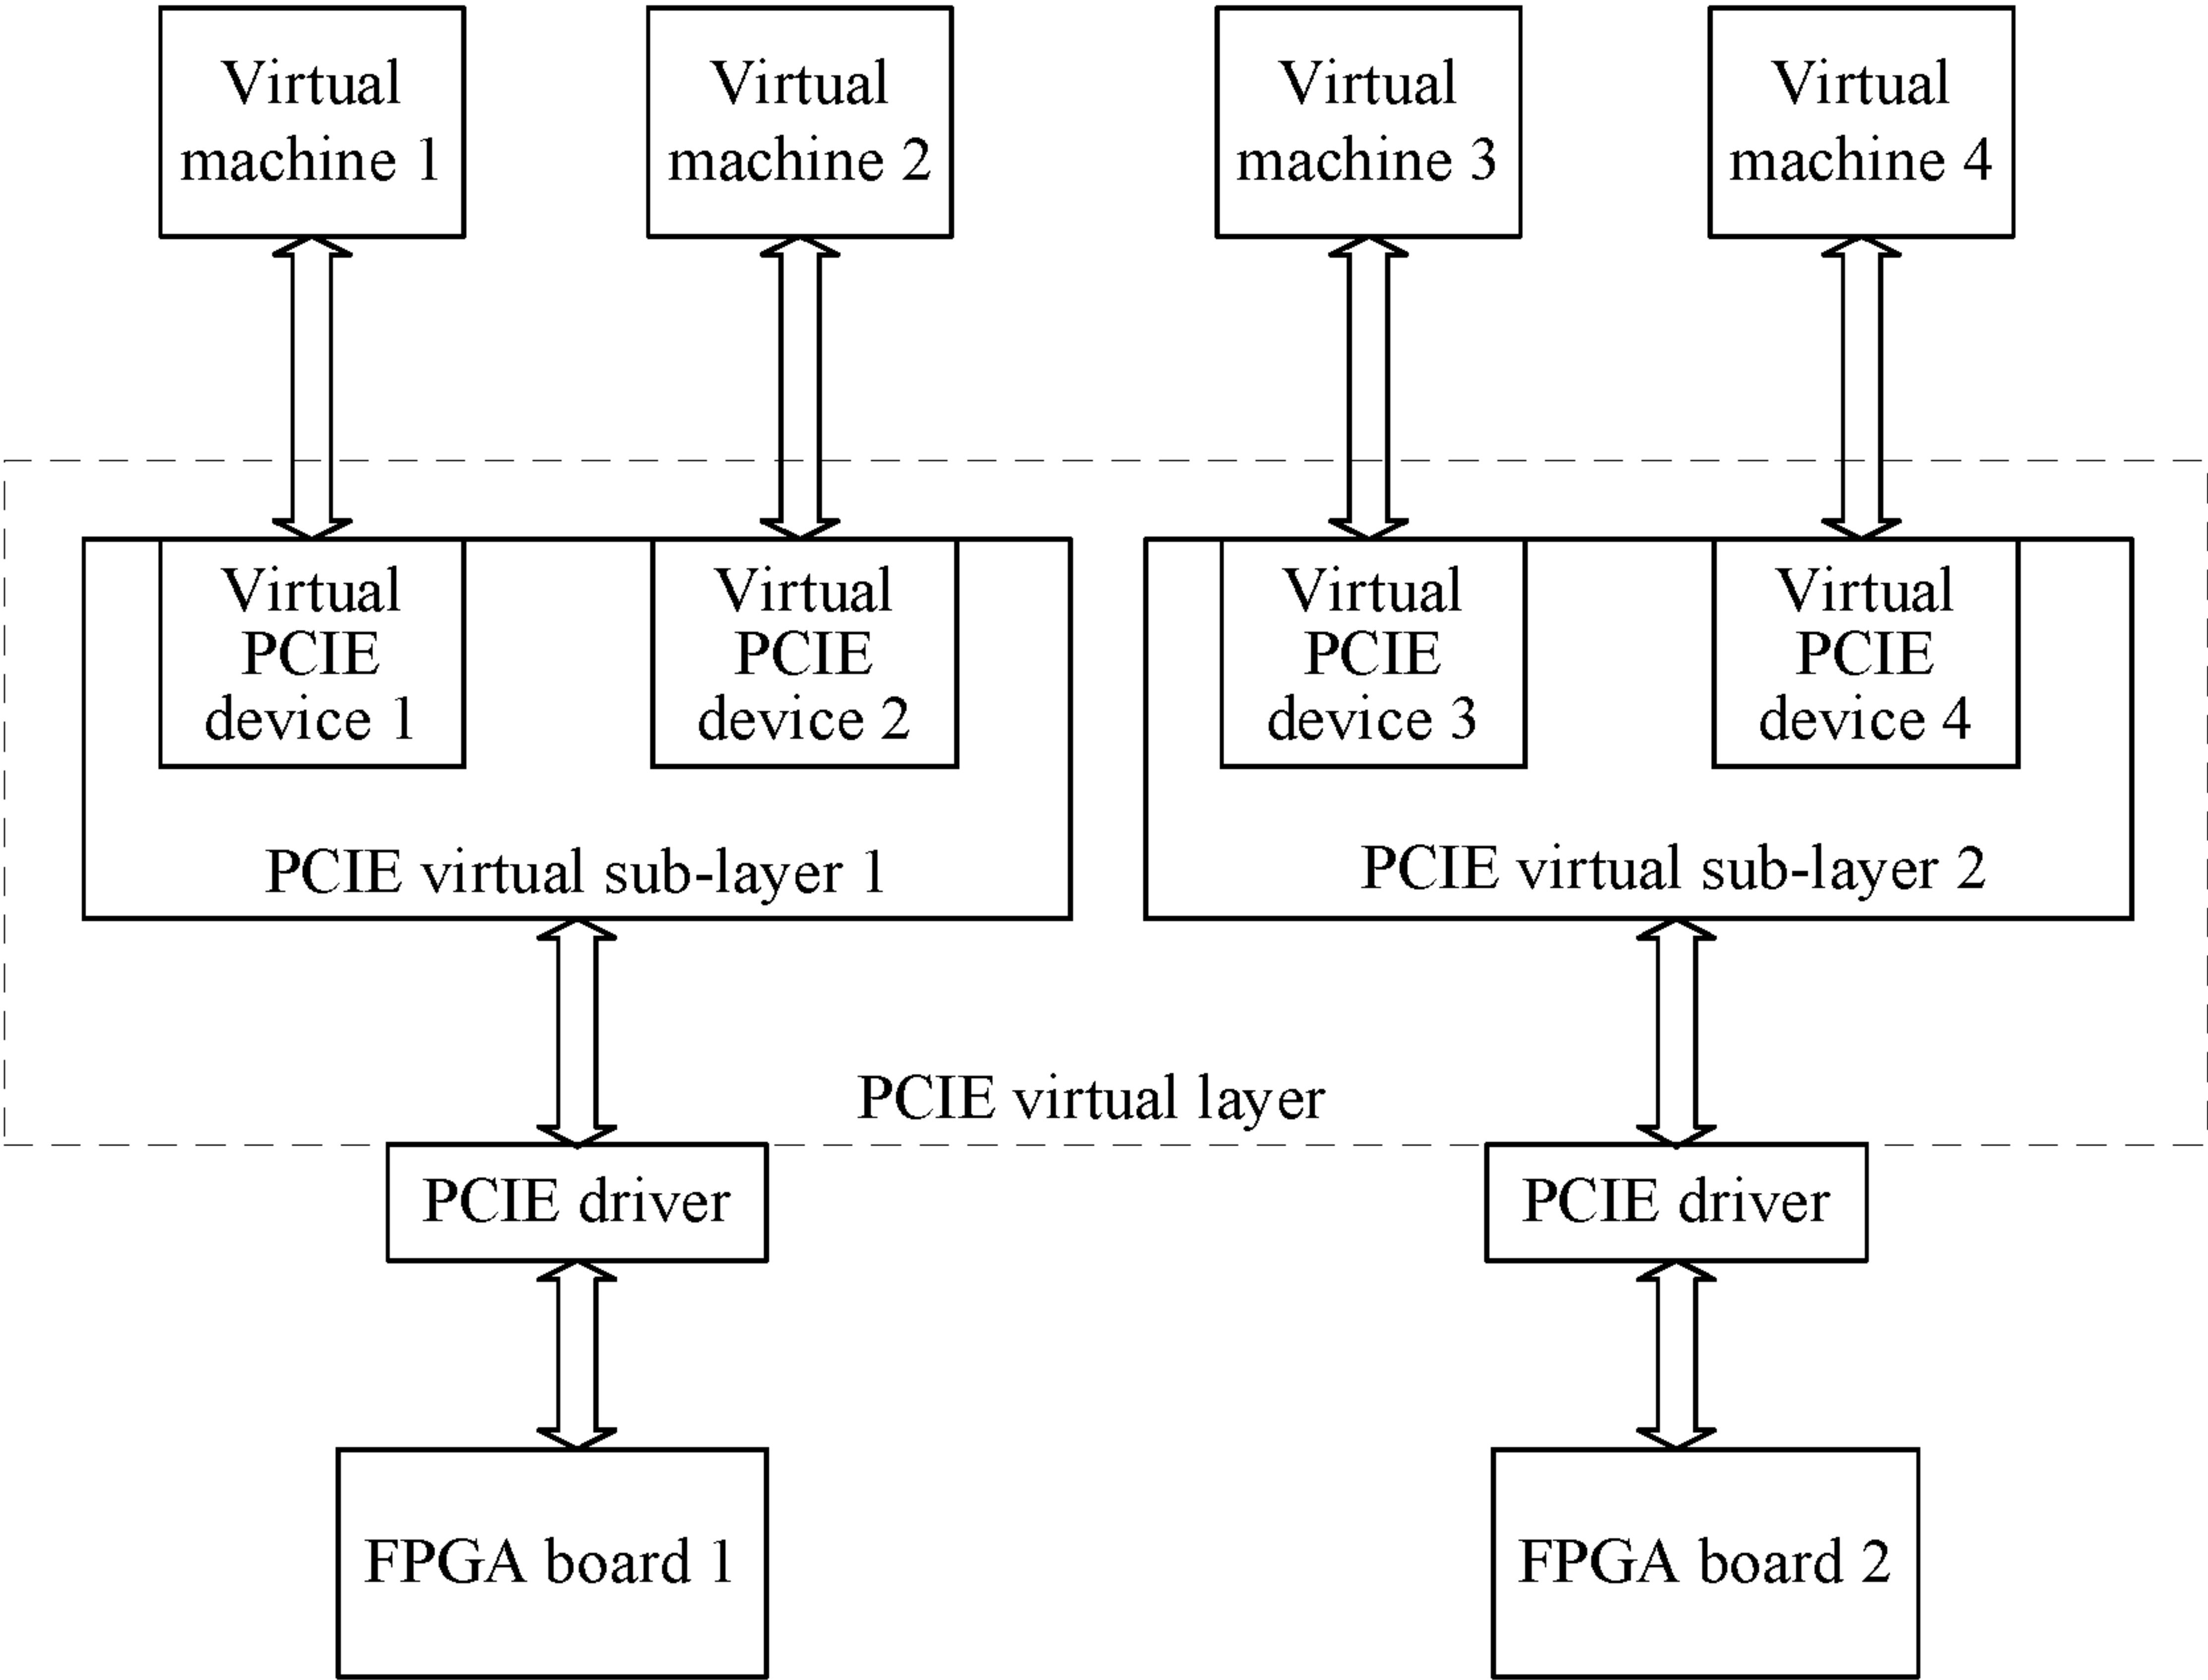 Virtual
machine 1
Virtual
machine 2
Virtual
machine 3
Virtual
machine 4
Virtual
PCIE
device 1
Virtual
PCIE
device 2
Virtual
PCIE
device 3
Virtual
PCIE
device 4
PCIE virtual sub-layer 1
PCIE virtual sub-layer 2
PCIE virtual layer
PCIE driver
PCIE driver
FPGA board 1
FPGA board 2